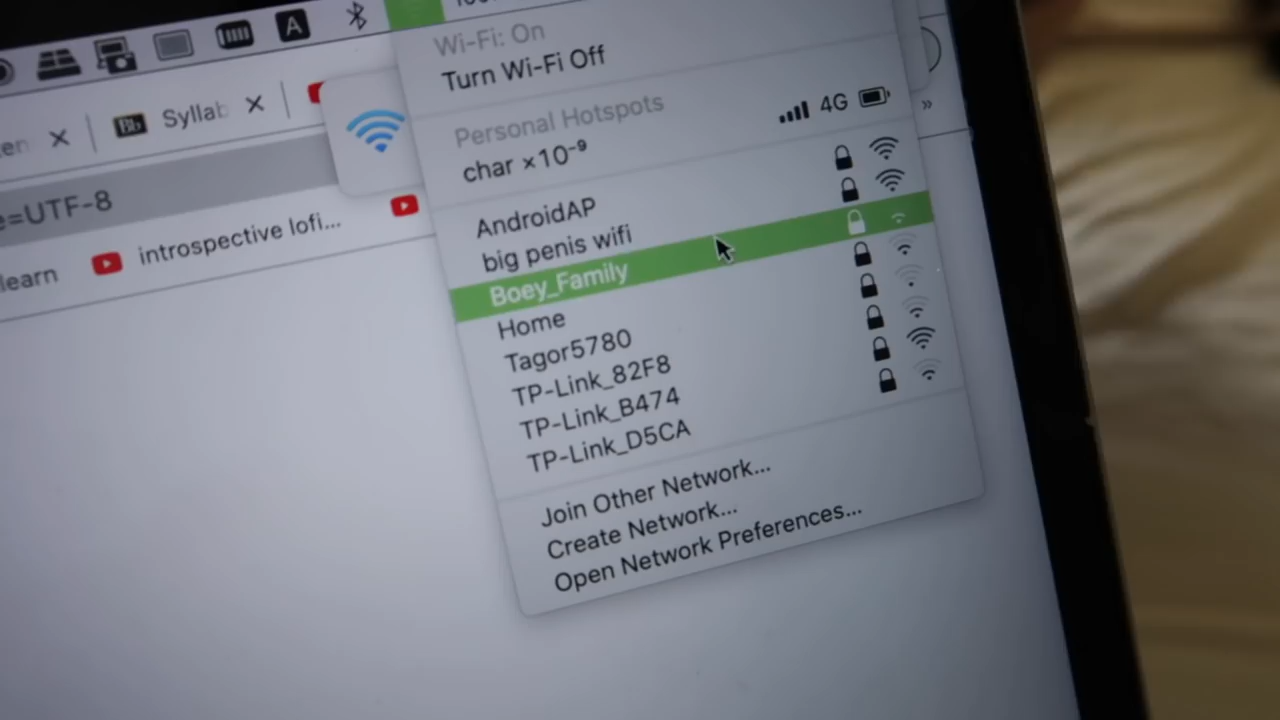 Wi-Fi: On
Turn Wi-Fi Off
Personal Hotspots
char ×10⁻⁹
4G
AndroidAP
big penis wifi
Boey_Family
Home
Tagor5780
TP-Link_82F8
TP-Link_B474
TP-Link_D5CA
Join Other Network...
Create Network...
Open Network Preferences...
A
Bb Syllab
e=UTF-8
learn
introspective lofi...
»